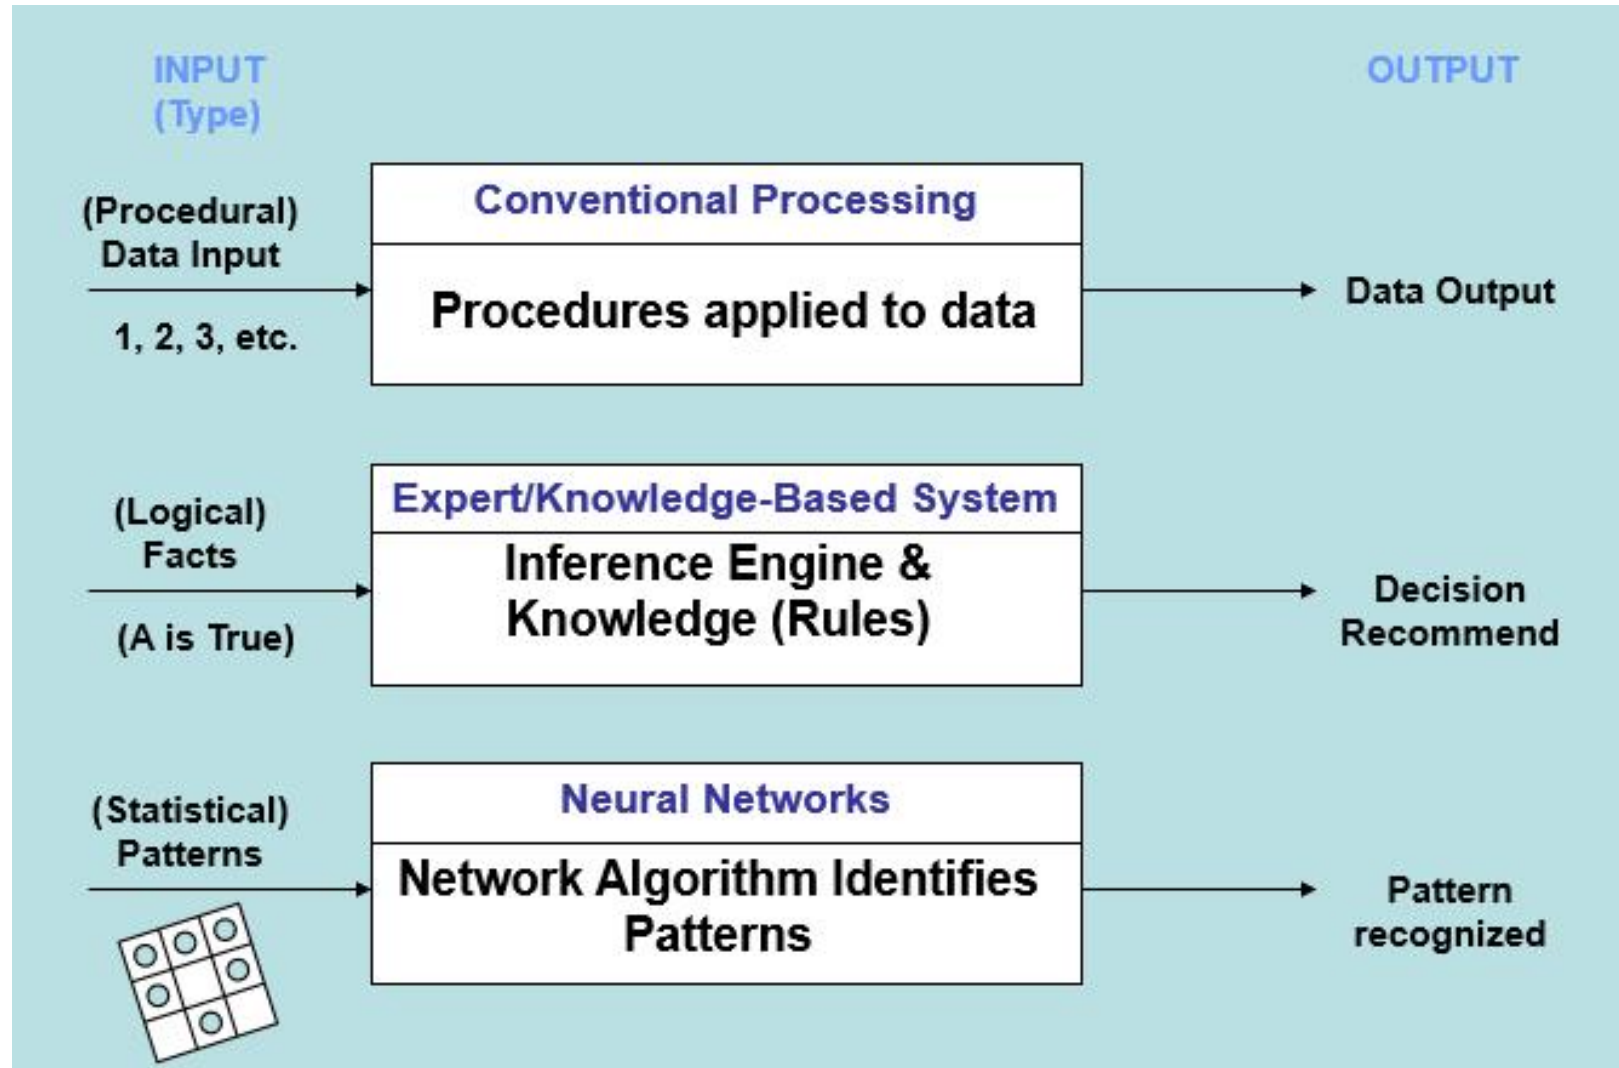 INPUT
(Type)
OUTPUT
(Procedural)
Data Input
1, 2, 3, etc.
Conventional Processing
Procedures applied to data
Data Output
(Logical)
Facts
(A is True)
Expert/Knowledge-Based System
Inference Engine &
Knowledge (Rules)
Decision
Recommend
(Statistical)
Patterns
Neural Networks
Network Algorithm Identifies
Patterns
Pattern
recognized